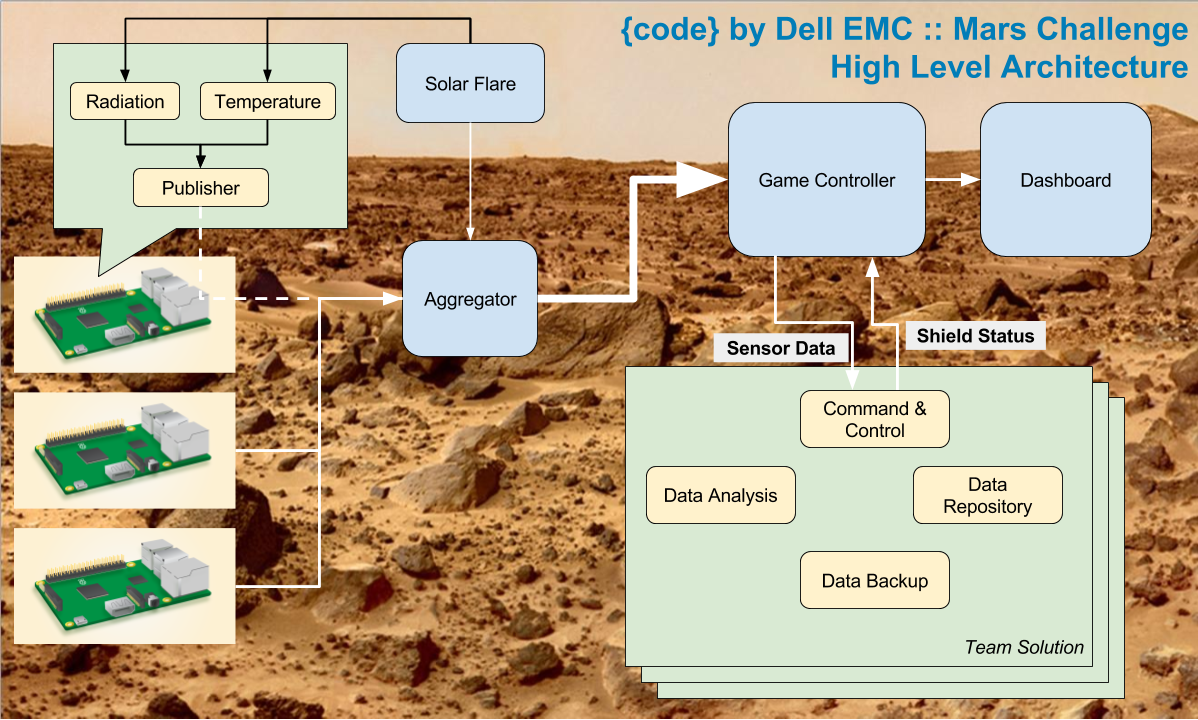 {code} by Dell EMC :: Mars Challenge
High Level Architecture
Solar Flare
Radiation
Temperature
Publisher
Game Controller
Dashboard
Aggregator
Sensor Data
Shield Status
Command &
Control
Data Analysis
Data
Repository
Data Backup
Team Solution